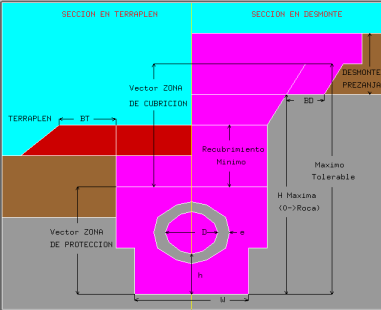 SECCION EN TERRAPLEN
SECCION EN DESMONTE
DESMONTE
PREZANJA
Vector ZONA
DE CUBRICION
BD
TERRAPLEN
BT
Recubrimiento
Minimo
Maximo
Tolerable
H Maxima
(0->Roca)
Vector ZONA
DE PROTECCION
D
e
h
W